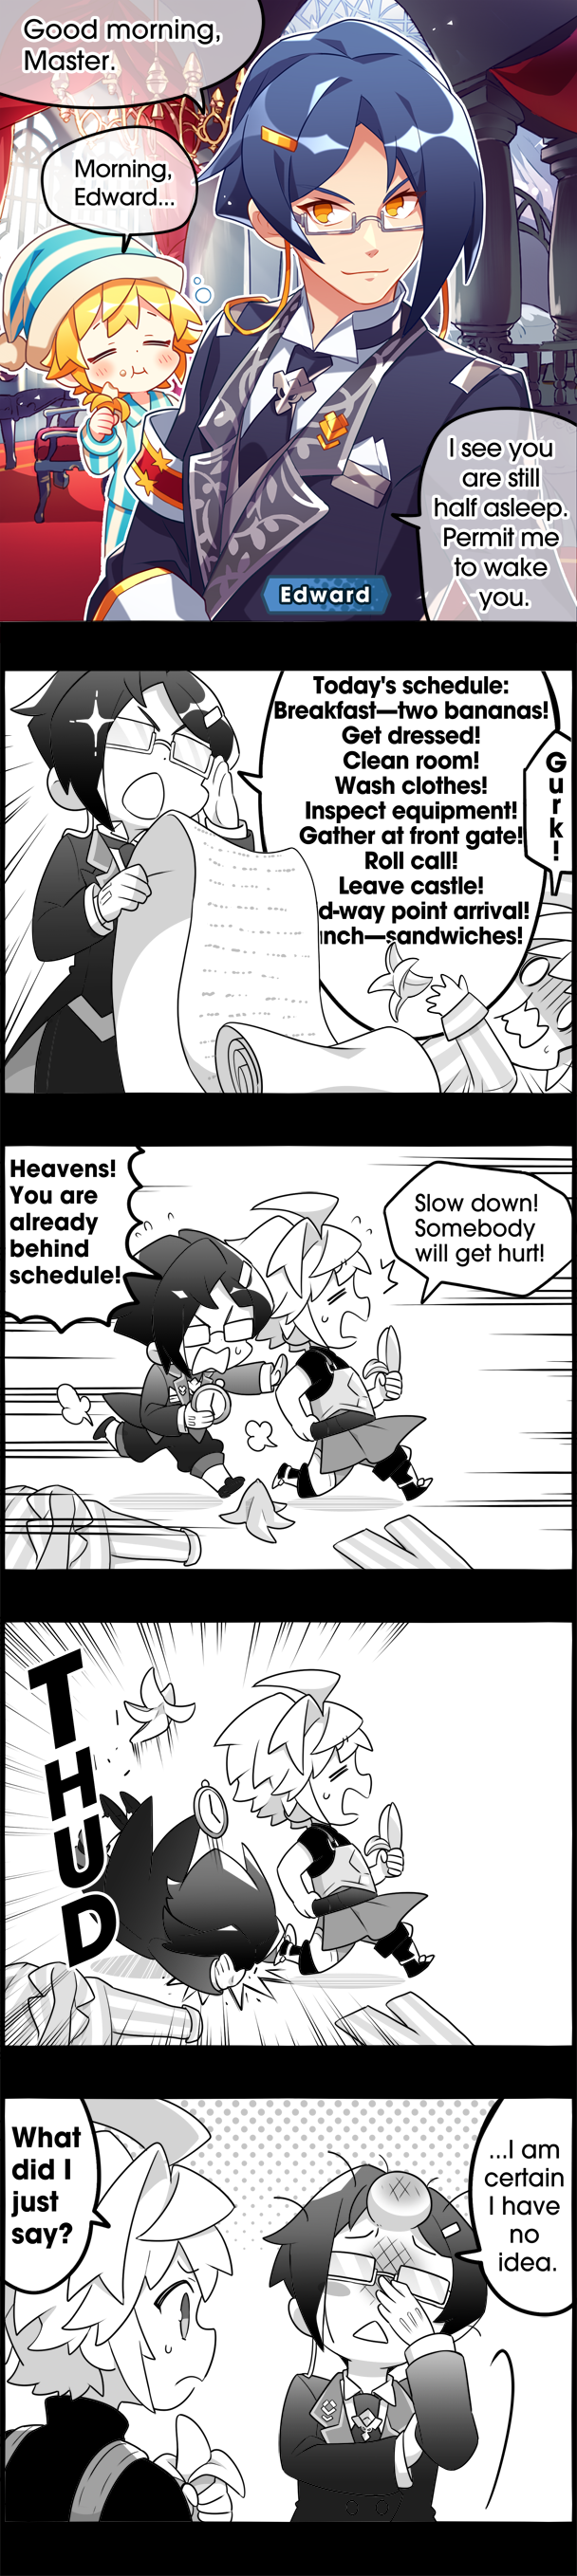 Good morning,
Master.
Morning,
Edward...
I see you
are still
half asleep.
Permit me
to wake
you.
Edward
Today's schedule:
Breakfast—two bananas!
Get dressed!
Clean room!
Wash clothes!
Inspect equipment!
Gather at front gate!
Roll call!
Leave castle!
d-way point arrival!
nch—sandwiches!
Gurk!
Heavens!
You are
already
behind
schedule!
Slow down!
Somebody
will get hurt!
THUD
What
did I
just
say?
...I am
certain
I have
no
idea.